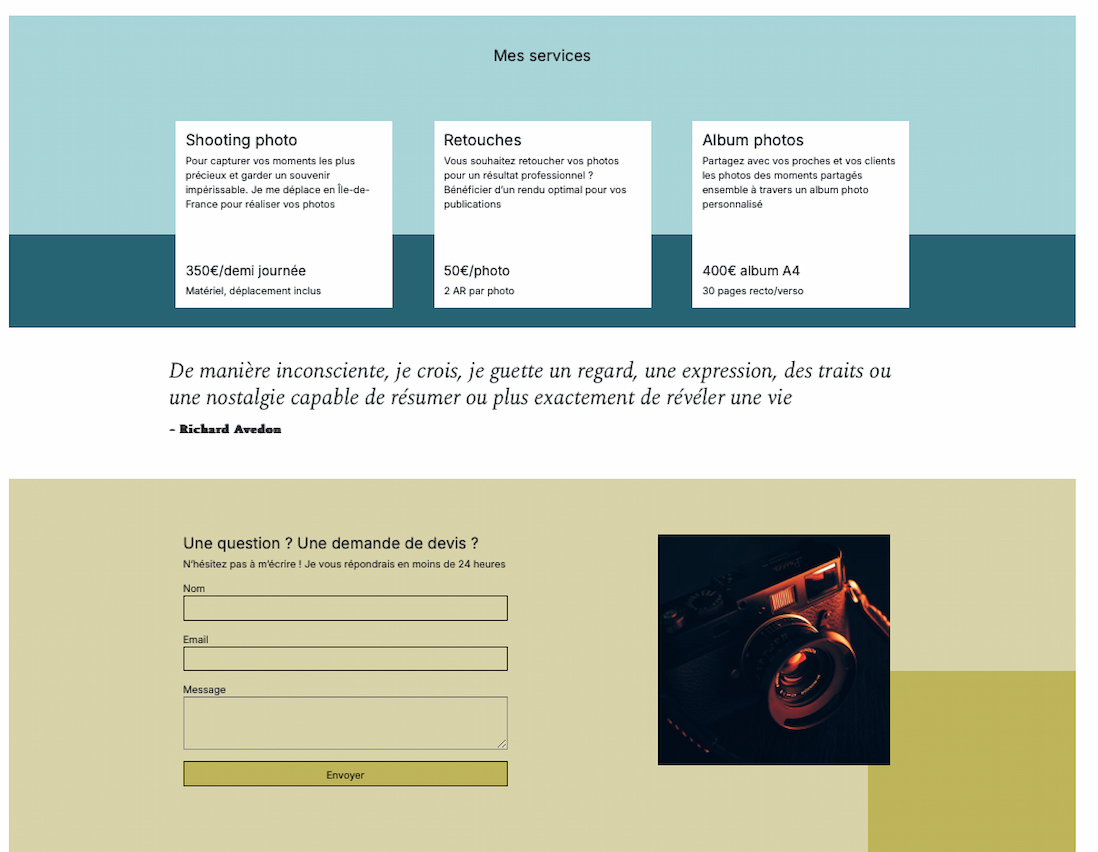 Mes services
Shooting photo
Pour capturer vos moments les plus
précieux et garder un souvenir
impérissable. Je me déplace en Île-de-
France pour réaliser vos photos
350€/demi journée
Matériel, déplacement inclus
Retouches
Vous souhaitez retoucher vos photos
pour un résultat professionnel ?
Bénéficier d'un rendu optimal pour vos
publications
50€/photo
2 AR par photo
Album photos
Partagez avec vos proches et vos clients
les photos des moments partagés
ensemble à travers un album photo
personnalisé
400€ album A4
30 pages recto/verso
De manière inconsciente, je crois, je guette un regard, une expression, des traits ou
une nostalgie capable de résumer ou plus exactement de révéler une vie
– Richard Avedon
Une question ? Une demande de devis ?
N'hésitez pas à m'écrire ! Je vous répondrais en moins de 24 heures
Nom
Email
Message
Envoyer